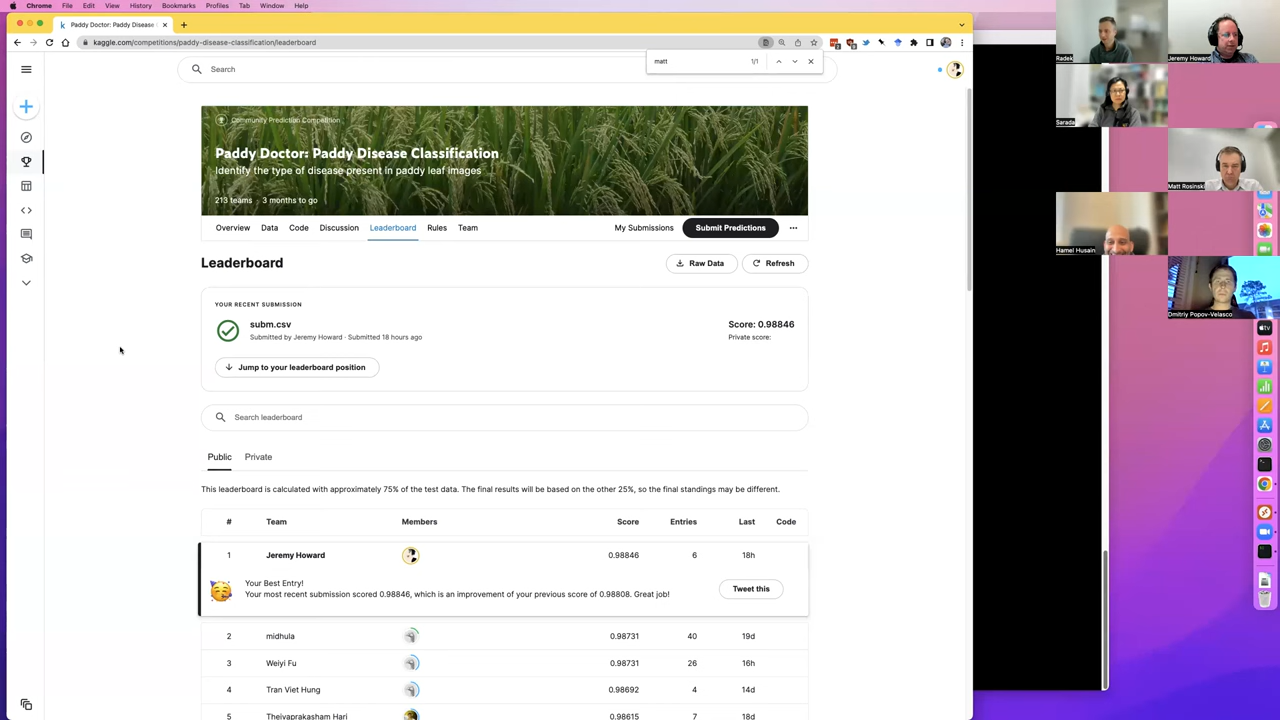 Chrome File Edit View History Bookmarks Profiles Tab Window Help
Paddy Doctor: Paddy Disease
kaggle.com/competitions/paddy-disease-classification/leaderboard
matt 1/1
Search
Community Prediction Competition
Paddy Doctor: Paddy Disease Classification
Identify the type of disease present in paddy leaf images
213 teams · 3 months to go
Overview Data Code Discussion Leaderboard Rules Team My Submissions Submit Predictions
Leaderboard
Raw Data Refresh
YOUR RECENT SUBMISSION
subm.csv
Score: 0.98846
Submitted by Jeremy Howard · Submitted 18 hours ago
Private score:
Jump to your leaderboard position
Search leaderboard
Public Private
This leaderboard is calculated with approximately 75% of the test data. The final results will be based on the other 25%, so the final standings may be different.
# Team Members Score Entries Last Code
1 Jeremy Howard 0.98846 6 18h
Your Best Entry!
Your most recent submission scored 0.98846, which is an improvement of your previous score of 0.98808. Great job!
Tweet this
2 midhula 0.98731 40 19d
3 Weiyi Fu 0.98731 26 16h
4 Tran Viet Hung 0.98692 4 14d
5 Theivaprakasham Hari 0.98615 7 18d
Radek
Jeremy Howard
Sarada
Matt Rosinski
Hamel Husain
Dmitriy Popov-Velasco